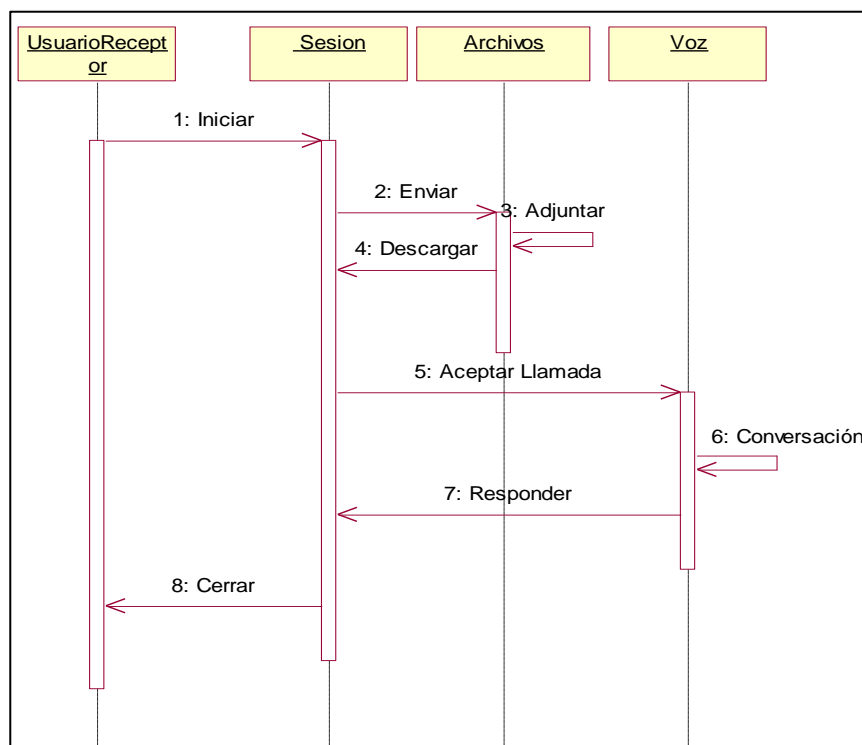 UsuarioRecept
or
Sesion
Archivos
Voz
1: Iniciar
2: Enviar
3: Adjuntar
4: Descargar
5: Aceptar Llamada
6: Conversación
7: Responder
8: Cerrar